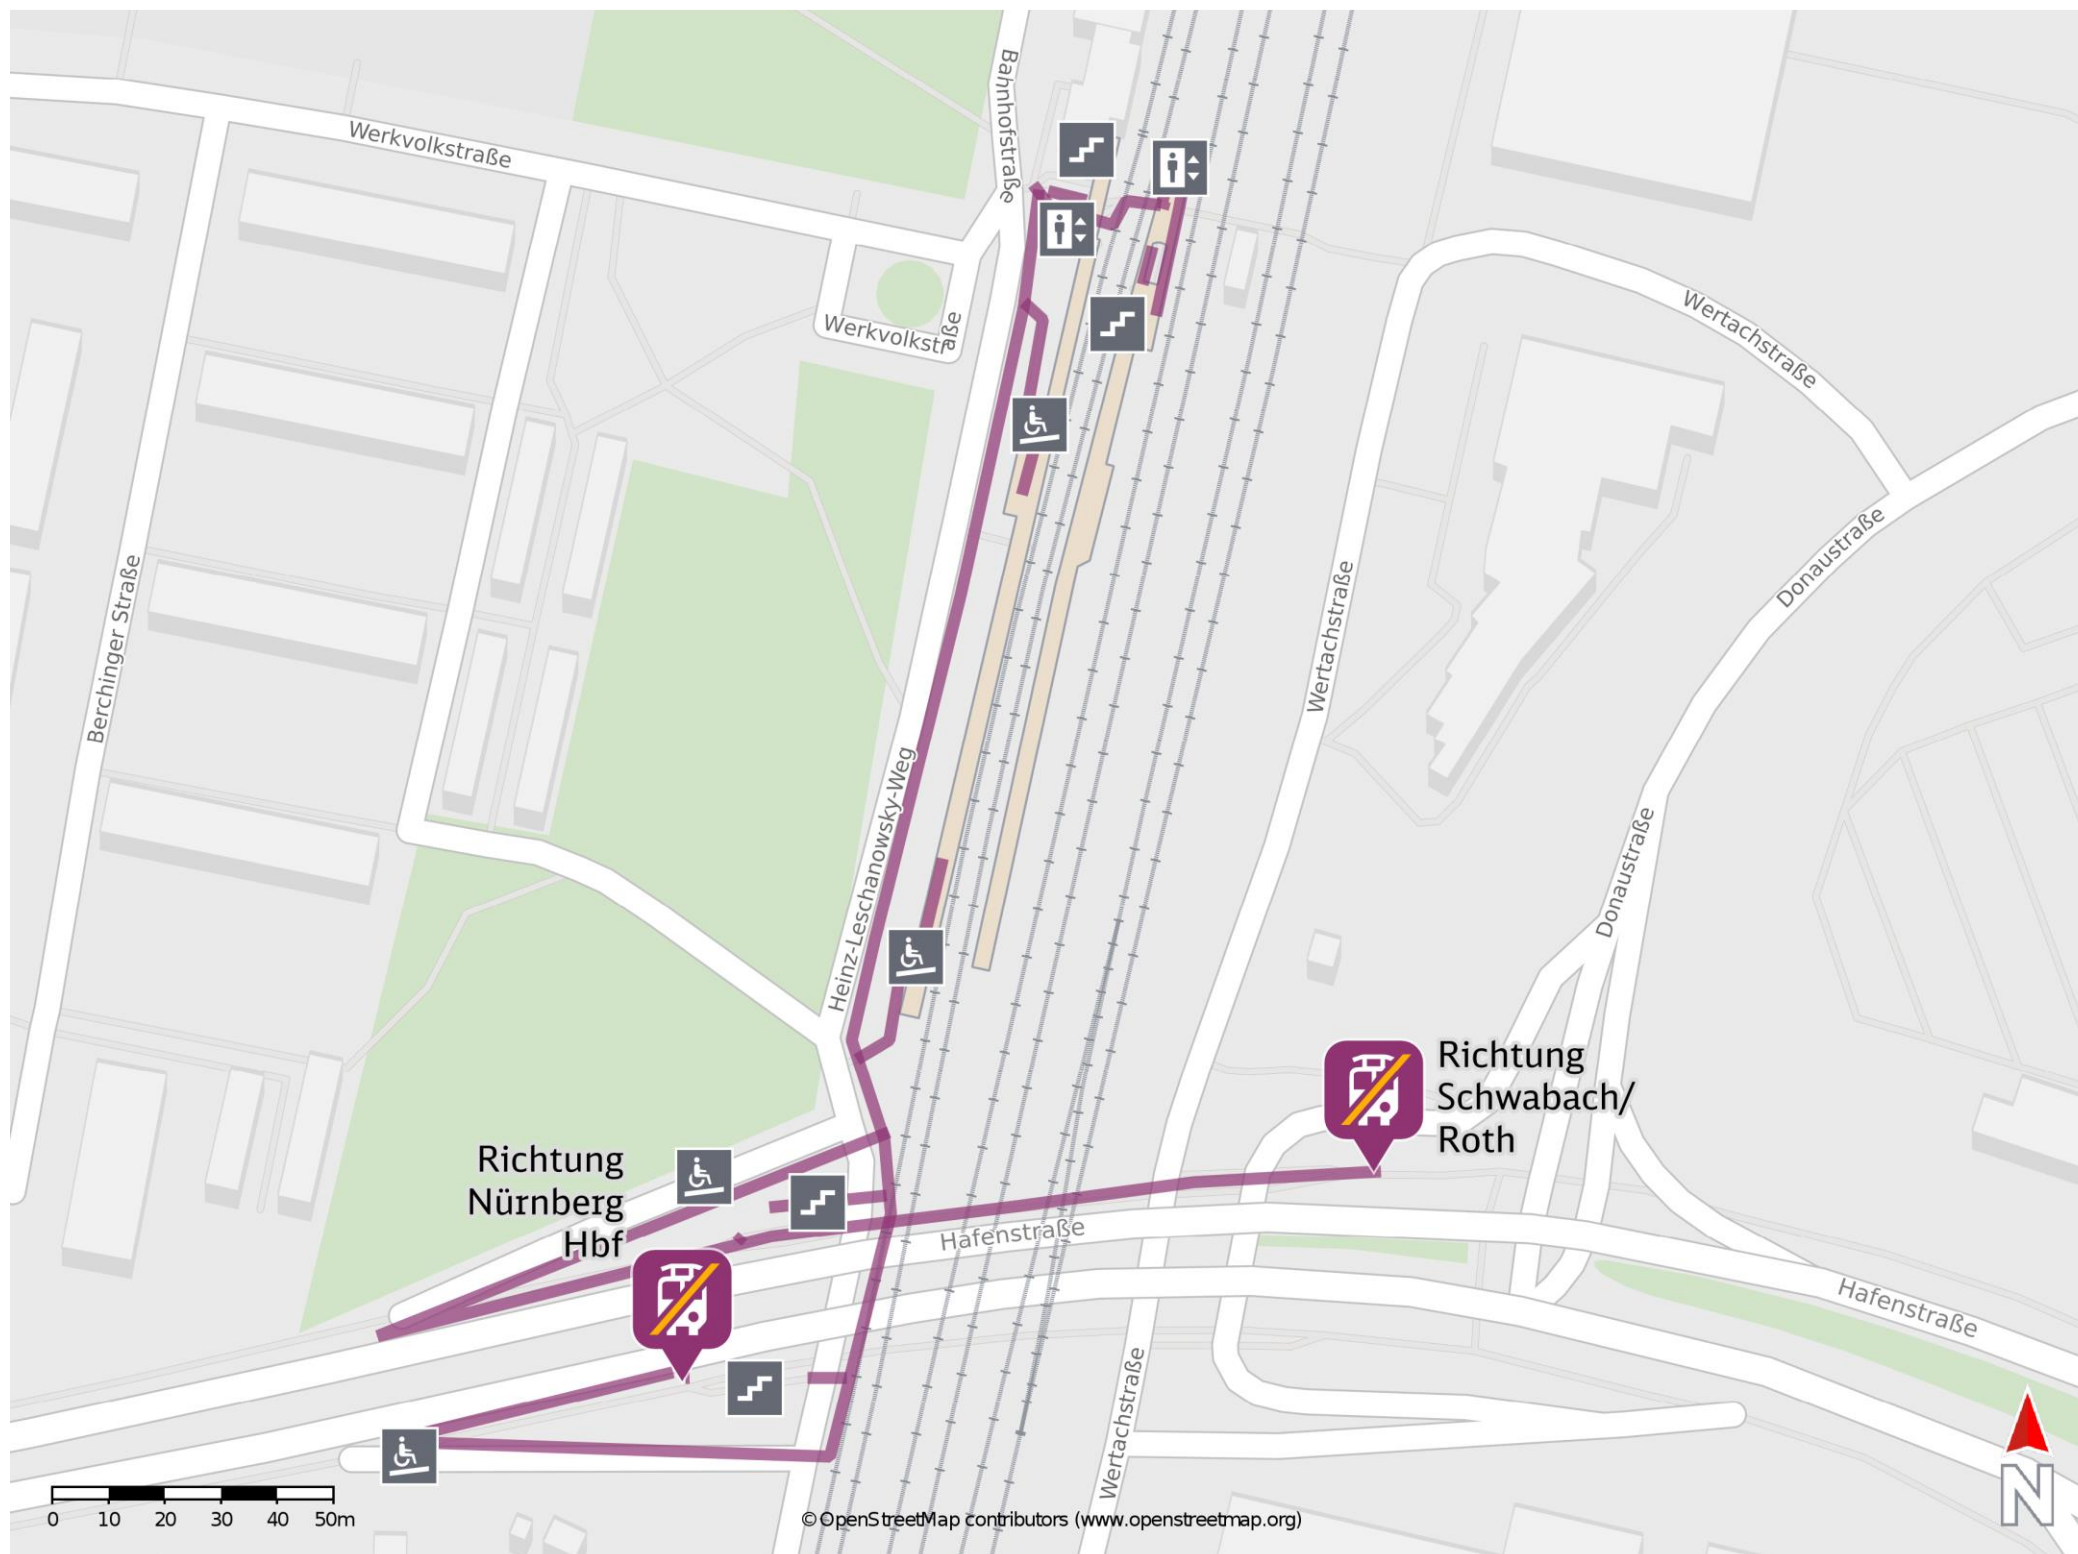 Bahnhofstraße
Werkvolkstraße
Werkvolkstraße
Wertachstraße
Donaustraße
Berchinger Straße
Wertachstraße
Heinz-Leschanowsky-Weg
Donaustraße
Richtung
Schwabach/
Roth
Richtung
Nürnberg
Hbf
Hafenstraße
Hafenstraße
Wertachstraße
N
0 10 20 30 40 50m
© OpenStreetMap contributors (www.openstreetmap.org)